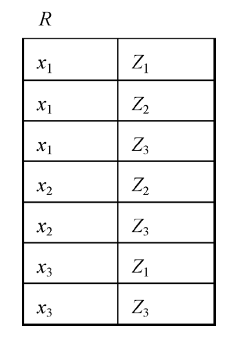 R
x₁ Z₁
x₁ Z₂
x₁ Z₃
x₂ Z₂
x₂ Z₃
x₃ Z₁
x₃ Z₃